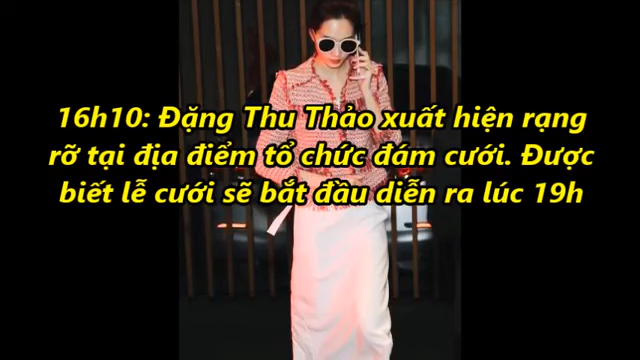 16h10: Đặng Thu Thảo xuất hiện rạng
rỡ tại địa điểm tổ chức đám cưới. Được
biết lễ cưới sẽ bắt đầu diễn ra lúc 19h